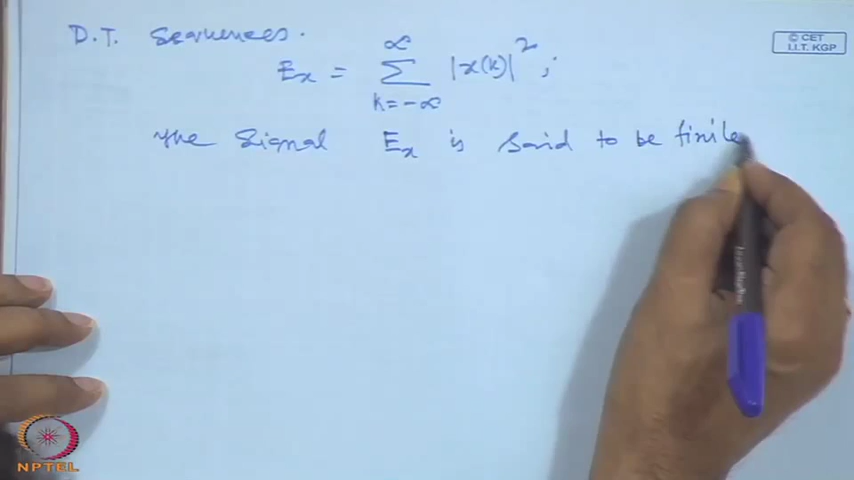 D.T. Sequences.
© CET
I.I.T. KGP
Ex = ∞ Σ k=-∞ |x(k)|² ;
The Signal Ex is said to be finite
NPTEL